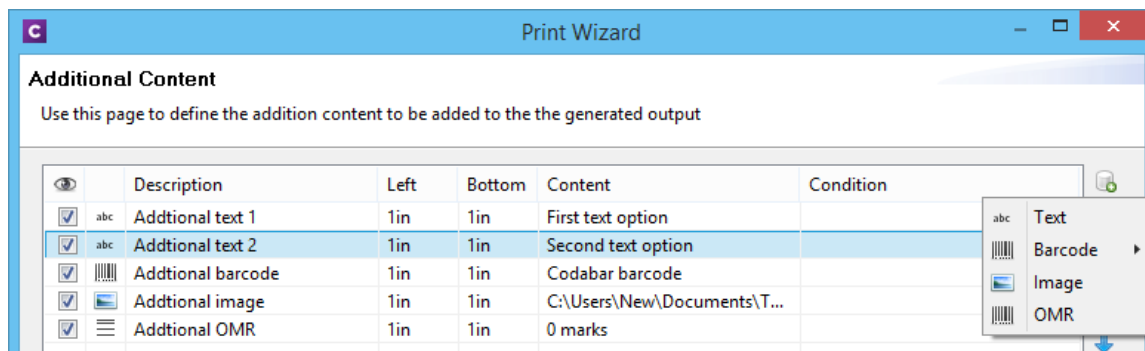 C Print Wizard
Additional Content
Use this page to define the addition content to be added to the the generated output
Description Left Bottom Content Condition
abc Addtional text 1 1in 1in First text option
abc Addtional text 2 1in 1in Second text option
Addtional barcode 1in 1in Codabar barcode
Addtional image 1in 1in C:\Users\New\Documents\T...
Addtional OMR 1in 1in 0 marks
abc Text
Barcode
Image
OMR